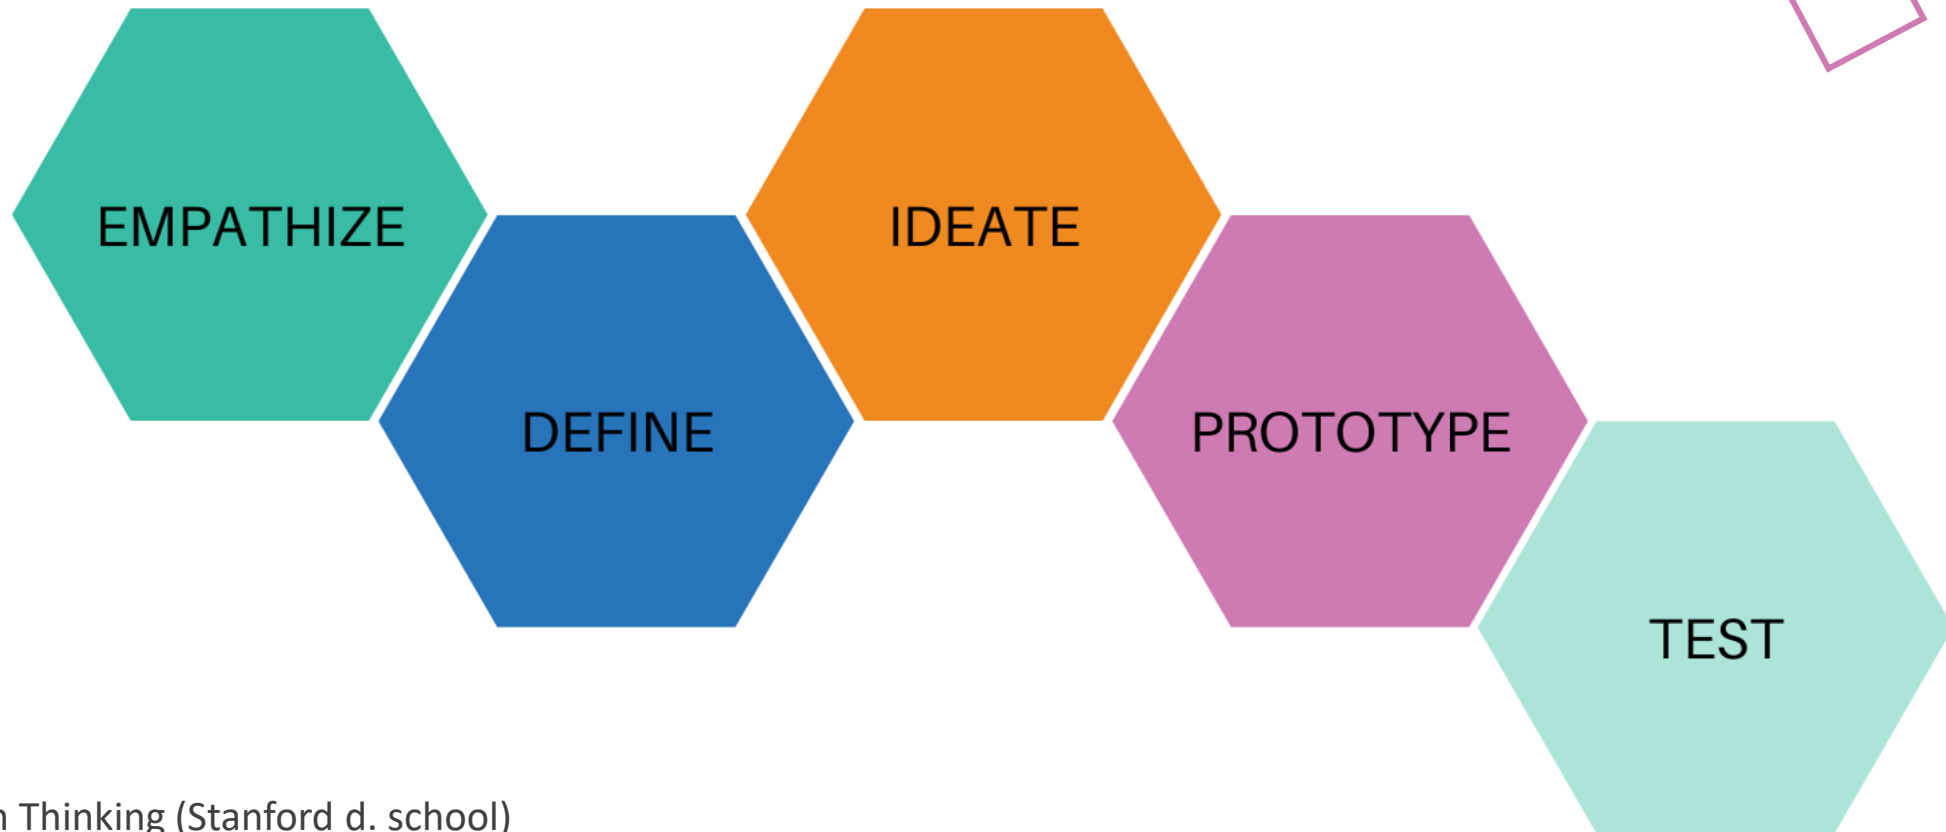 EMPATHIZE
DEFINE
IDEATE
PROTOTYPE
TEST
Thinking (Stanford d. school)